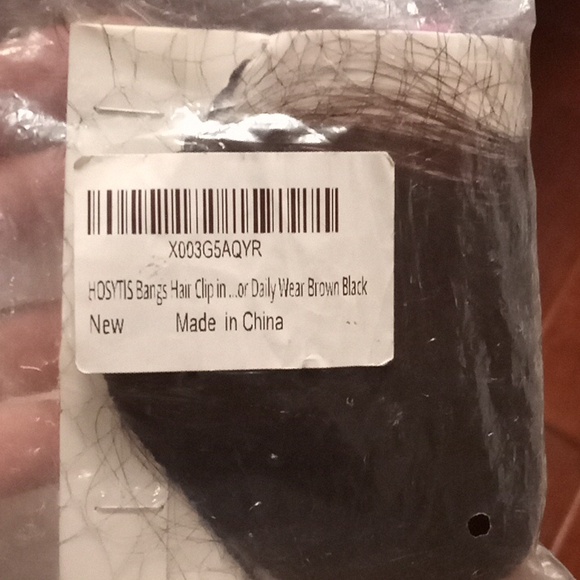 X003G5AQYR
HOSYTIS Bangs Hair Clip in ...or Daily Wear Brown Black
New Made in China